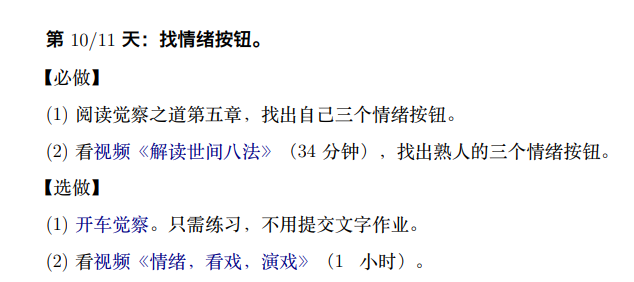 第 10/11 天：找情绪按钮。
【必做】
(1) 阅读觉察之道第五章，找出自己三个情绪按钮。
(2) 看视频《解读世间八法》（34 分钟），找出熟人的三个情绪按钮。
【选做】
(1) 开车觉察。只需练习，不用提交文字作业。
(2) 看视频《情绪，看戏，演戏》（1 小时）。